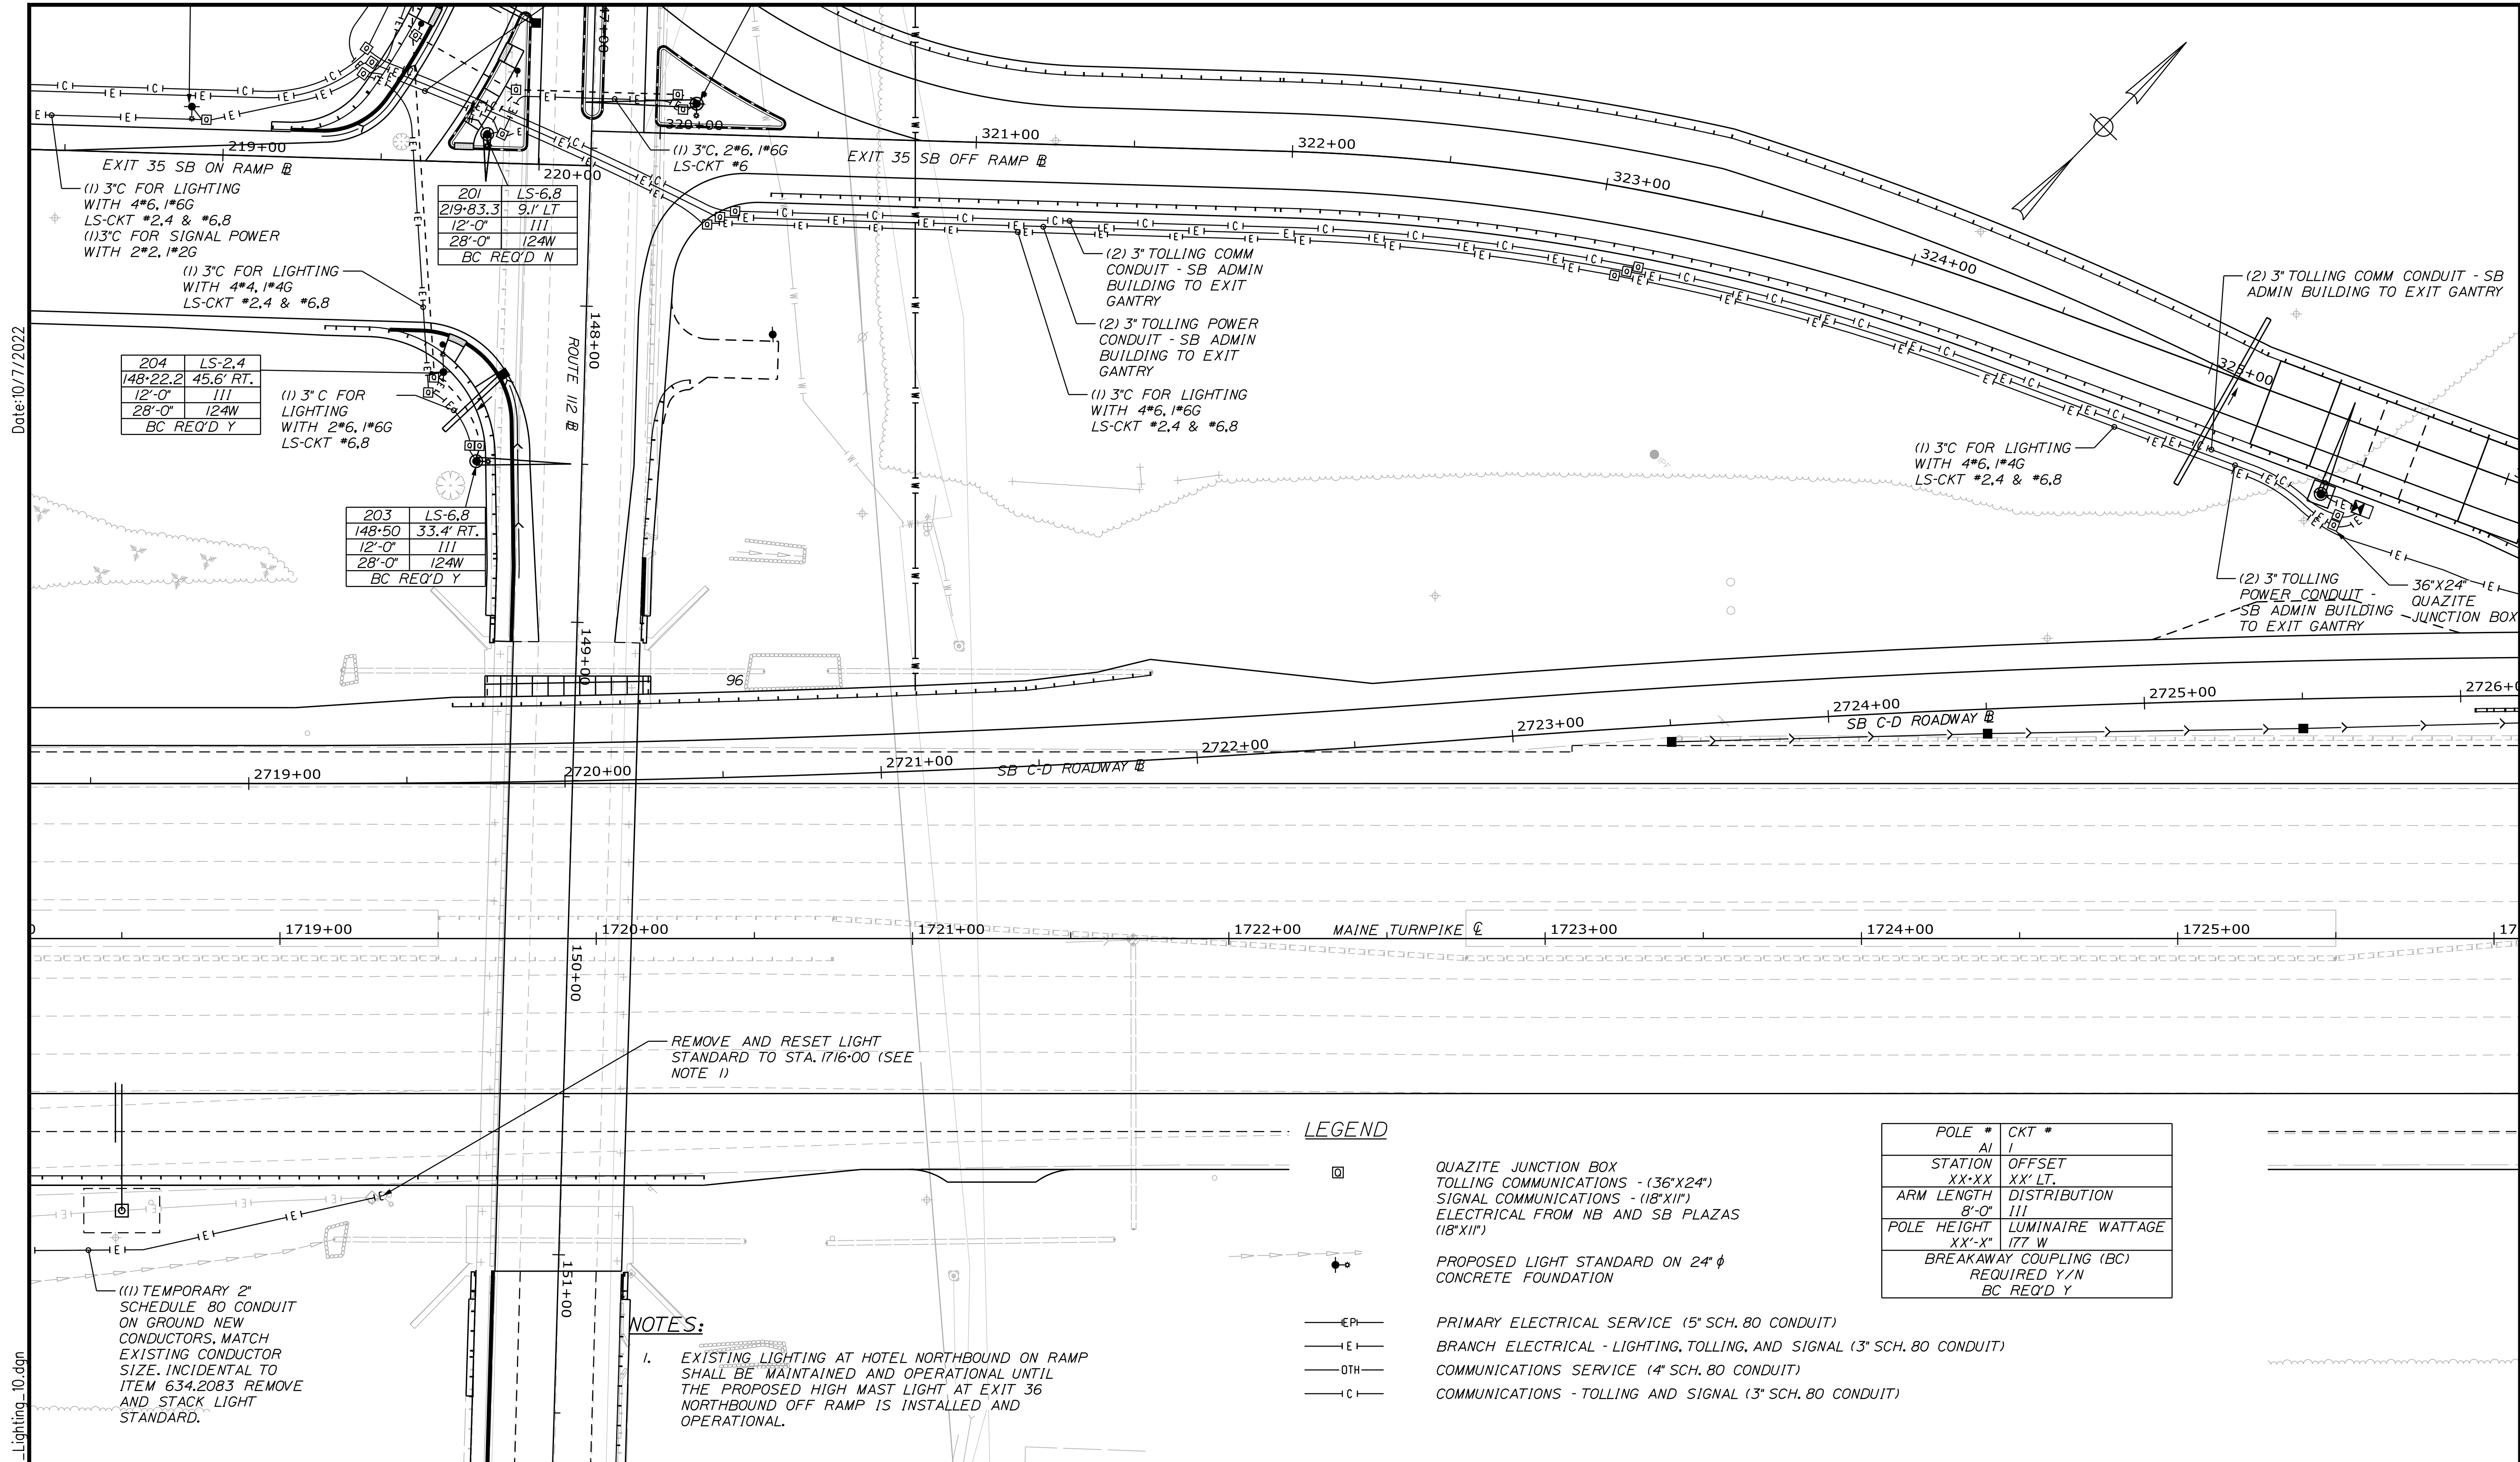 Date:10/7/2022
_Lighting_10.dgn
47+00
219+00
EXIT 35 SB ON RAMP
220+00
320+00
321+00
322+00
323+00
324+00
325+00
EXIT 35 SB OFF RAMP
(1) 3"C FOR LIGHTING
WITH 4#6, 1#6G
LS-CKT #2,4 & #6,8
(1)3"C FOR SIGNAL POWER
WITH 2#2, 1#2G
(1) 3"C FOR LIGHTING
WITH 4#4, 1#4G
LS-CKT #2,4 & #6,8
(1) 3"C, 2#6, 1#6G
LS-CKT #6
201 LS-6,8
219+83.3 9.1' LT
12'-0" III
28'-0" 124W
BC REQ'D N
204 LS-2,4
148+22.2 45.6' RT.
12'-0" III
28'-0" 124W
BC REQ'D Y
(1) 3" C FOR
LIGHTING
WITH 2#6, 1#6G
LS-CKT #6,8
203 LS-6,8
148+50 33.4' RT.
12'-0" III
28'-0" 124W
BC REQ'D Y
148+00
ROUTE 112
149+00
150+00
151+00
(2) 3" TOLLING COMM
CONDUIT - SB ADMIN
BUILDING TO EXIT
GANTRY
(2) 3" TOLLING POWER
CONDUIT - SB ADMIN
BUILDING TO EXIT
GANTRY
(1) 3"C FOR LIGHTING
WITH 4#6, 1#6G
LS-CKT #2,4 & #6,8
(2) 3" TOLLING COMM CONDUIT - SB
ADMIN BUILDING TO EXIT GANTRY
(1) 3"C FOR LIGHTING
WITH 4#6, 1#4G
LS-CKT #2,4 & #6,8
(2) 3" TOLLING
POWER CONDUIT -
SB ADMIN BUILDING
TO EXIT GANTRY
36"X24"
QUAZITE
JUNCTION BOX
96
2719+00
2720+00
2721+00
2722+00
2723+00
2724+00
2725+00
2726+0
SB C-D ROADWAY
SB C-D ROADWAY
0
1719+00
1720+00
1721+00
1722+00
MAINE TURNPIKE ℄
1723+00
1724+00
1725+00
17
REMOVE AND RESET LIGHT
STANDARD TO STA. 1716+00 (SEE
NOTE 1)
((1) TEMPORARY 2"
SCHEDULE 80 CONDUIT
ON GROUND NEW
CONDUCTORS, MATCH
EXISTING CONDUCTOR
SIZE. INCIDENTAL TO
ITEM 634.2083 REMOVE
AND STACK LIGHT
STANDARD.
NOTES:
1. EXISTING LIGHTING AT HOTEL NORTHBOUND ON RAMP
SHALL BE MAINTAINED AND OPERATIONAL UNTIL
THE PROPOSED HIGH MAST LIGHT AT EXIT 36
NORTHBOUND OFF RAMP IS INSTALLED AND
OPERATIONAL.
LEGEND
Q QUAZITE JUNCTION BOX
TOLLING COMMUNICATIONS - (36"X24")
SIGNAL COMMUNICATIONS - (18"X11")
ELECTRICAL FROM NB AND SB PLAZAS
(18"X11")
PROPOSED LIGHT STANDARD ON 24" ϕ
CONCRETE FOUNDATION
EP PRIMARY ELECTRICAL SERVICE (5" SCH. 80 CONDUIT)
E BRANCH ELECTRICAL - LIGHTING, TOLLING, AND SIGNAL (3" SCH. 80 CONDUIT)
OTH COMMUNICATIONS SERVICE (4" SCH. 80 CONDUIT)
C COMMUNICATIONS - TOLLING AND SIGNAL (3" SCH. 80 CONDUIT)
POLE # CKT #
A1 1
STATION OFFSET
XX+XX XX' LT.
ARM LENGTH DISTRIBUTION
8'-0" III
POLE HEIGHT LUMINAIRE WATTAGE
XX'-X" 177 W
BREAKAWAY COUPLING (BC)
REQUIRED Y/N
BC REQ'D Y